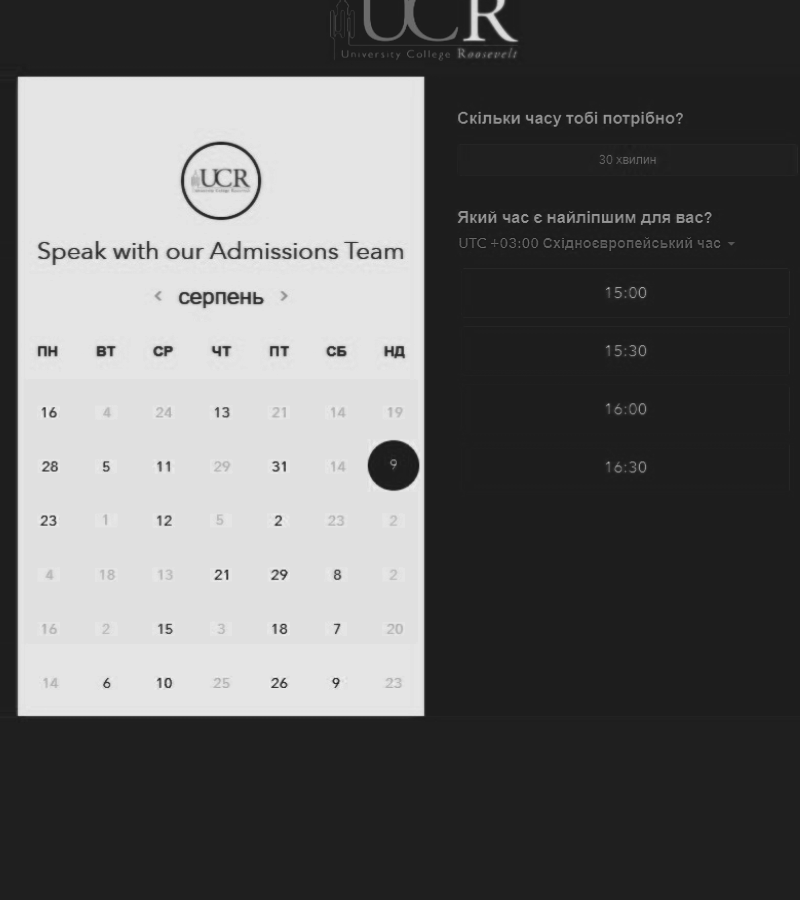 UCR
University College Roosevelt
UCR
Speak with our Admissions Team
< серпень >
ПН ВТ СР ЧТ ПТ СБ НД
16 4 24 13 21 14 19
28 5 11 29 31 14 9
23 1 12 5 2 23 2
4 18 13 21 29 8 2
16 2 15 3 18 7 20
14 6 10 25 26 9 23
Скільки часу тобі потрібно?
30 хвилин
Який час є найліпшим для вас?
UTC +03:00 Східноєвропейський час
15:00
15:30
16:00
16:30